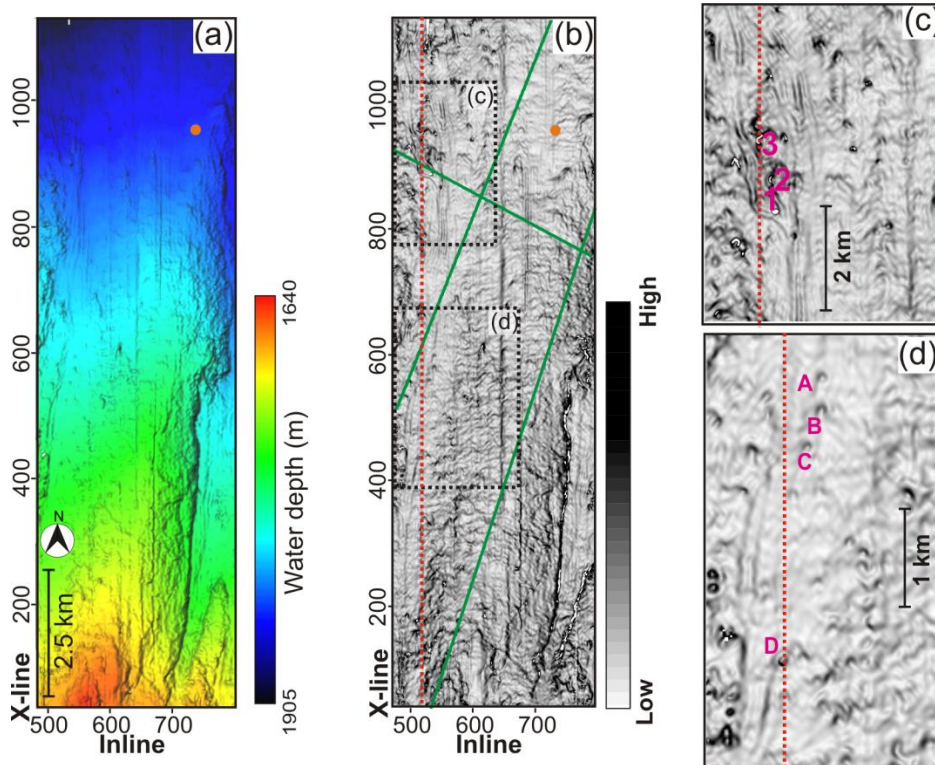 (a)
1000
800
600
400
200
X-line
500
600
700
Inline
N
2.5 km
1640
Water depth (m)
1905
(b)
(c)
(d)
1000
800
600
400
200
X-line
500
600
700
Inline
High
Low
(c)
3
2
1
2 km
(d)
A
B
C
D
1 km